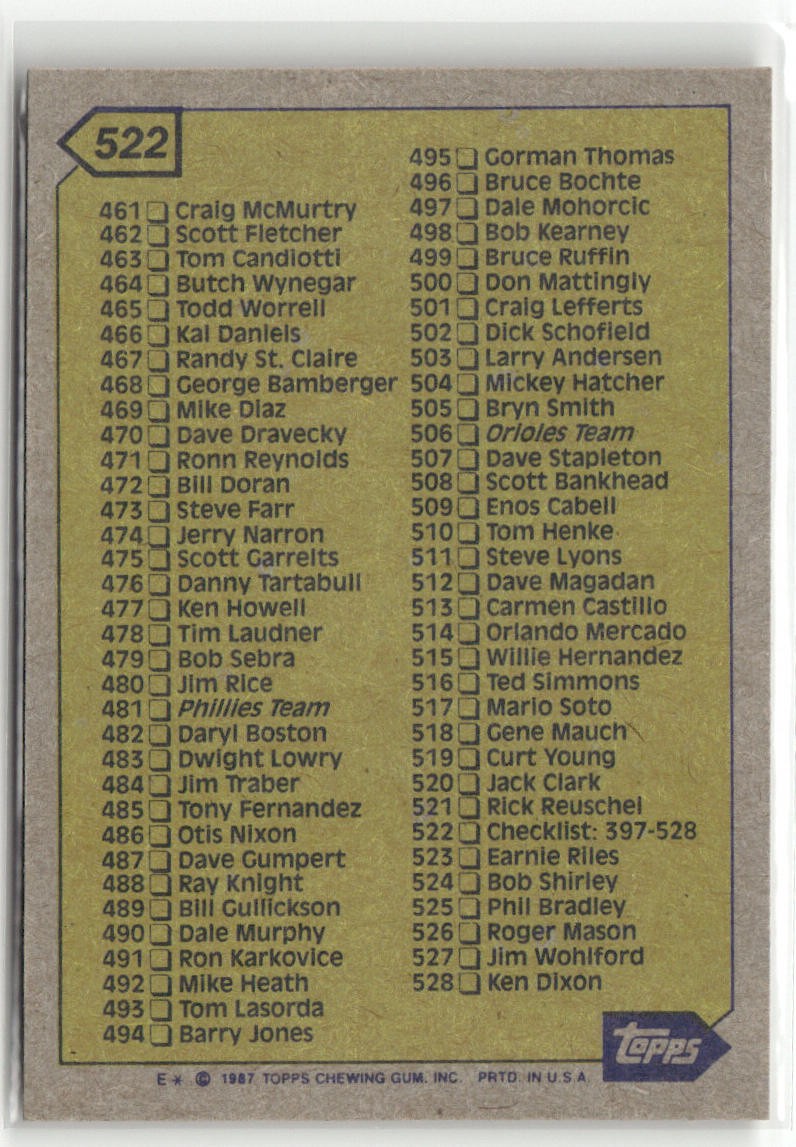 522
461 Craig McMurtry
462 Scott Fletcher
463 Tom Candiotti
464 Butch Wynegar
465 Todd Worrell
466 Kal Daniels
467 Randy St. Claire
468 George Bamberger
469 Mike Diaz
470 Dave Dravecky
471 Ronn Reynolds
472 Bill Doran
473 Steve Farr
474 Jerry Narron
475 Scott Garrelts
476 Danny Tartabull
477 Ken Howell
478 Tim Laudner
479 Bob Sebra
480 Jim Rice
481 Phillies Team
482 Daryl Boston
483 Dwight Lowry
484 Jim Traber
485 Tony Fernandez
486 Otis Nixon
487 Dave Gumpert
488 Ray Knight
489 Bill Gullickson
490 Dale Murphy
491 Ron Karkovice
492 Mike Heath
493 Tom Lasorda
494 Barry Jones
495 Gorman Thomas
496 Bruce Bochte
497 Dale Mohorcic
498 Bob Kearney
499 Bruce Ruffin
500 Don Mattingly
501 Craig Lefferts
502 Dick Schofield
503 Larry Andersen
504 Mickey Hatcher
505 Bryn Smith
506 Orioles Team
507 Dave Stapleton
508 Scott Bankhead
509 Enos Cabell
510 Tom Henke
511 Steve Lyons
512 Dave Magadan
513 Carmen Castillo
514 Orlando Mercado
515 Willie Hernandez
516 Ted Simmons
517 Mario Soto
518 Gene Mauch
519 Curt Young
520 Jack Clark
521 Rick Reuschel
522 Checklist: 397-528
523 Earnie Riles
524 Bob Shirley
525 Phil Bradley
526 Roger Mason
527 Jim Wohlford
528 Ken Dixon
topps
E* © 1987 TOPPS CHEWING GUM, INC. PRTD. IN U.S.A.